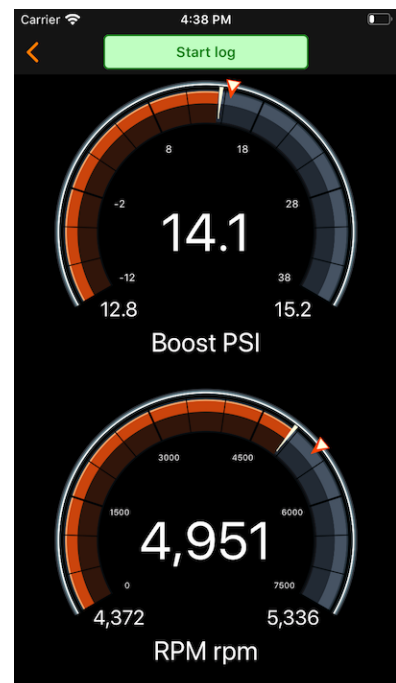 Carrier 4:38 PM
Start log
8 18
-2 28
14.1
-12 38
12.8 15.2
Boost PSI
3000 4500
1500 6000
4,951
0 7500
4,372 5,336
RPM rpm